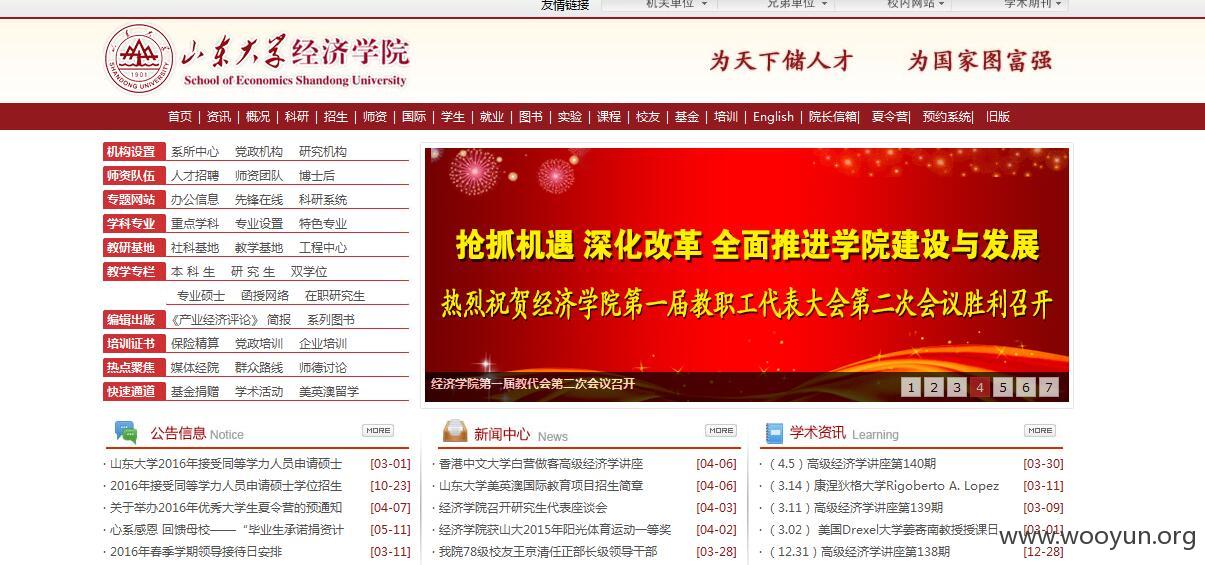 友情链接 机关单位 兄弟单位 校内网站 学术期刊
SHANDONG UNIVERSITY 1901
山东大学经济学院
School of Economics Shandong University
为天下储人才 为国家图富强
首页 | 资讯 | 概况 | 科研 | 招生 | 师资 | 国际 | 学生 | 就业 | 图书 | 实验 | 课程 | 校友 | 基金 | 培训 | English | 院长信箱| 夏令营| 预约系统| 旧版
机构设置 系所中心 党政机构 研究机构
师资队伍 人才招聘 师资团队 博士后
专题网站 办公信息 先锋在线 科研系统
学科专业 重点学科 专业设置 特色专业
教研基地 社科基地 教学基地 工程中心
教学专栏 本 科 生 研 究 生 双学位
专业硕士 函授网络 在职研究生
编辑出版 《产业经济评论》 简报 系列图书
培训证书 保险精算 党政培训 企业培训
热点聚焦 媒体经院 群众路线 师德讨论
快速通道 基金捐赠 学术活动 美英澳留学
抢抓机遇 深化改革 全面推进学院建设与发展
热烈祝贺经济学院第一届教职工代表大会第二次会议胜利召开
经济学院第一届教代会第二次会议召开
1 2 3 4 5 6 7
公告信息 Notice MORE
· 山东大学2016年接受同等学力人员申请硕士 [03-01]
· 2016年接受同等学力人员申请硕士学位招生 [10-23]
· 关于举办2016年优秀大学生夏令营的预通知 [04-07]
· 心系感恩 回馈母校——“毕业生承诺捐资计 [05-11]
· 2016年春季学期领导接待日安排 [03-11]
新闻中心 News MORE
· 香港中文大学白营做客高级经济学讲座 [04-06]
· 山东大学美英澳国际教育项目招生简章 [04-06]
· 经济学院召开研究生代表座谈会 [04-03]
· 经济学院获山大2015年阳光体育运动一等奖 [04-02]
· 我院78级校友王京清任正部长级领导干部 [03-28]
学术资讯 Learning MORE
· （4.5）高级经济学讲座第140期 [03-30]
· （3.14）康涅狄格大学Rigoberto A. Lopez [03-11]
· （3.11）高级经济学讲座第139期 [03-09]
· （3.02） 美国Drexel大学姜寄南教授授课日 [03-01]
· （12.31）高级经济学讲座第138期 [12-28]
www.wooyun.org